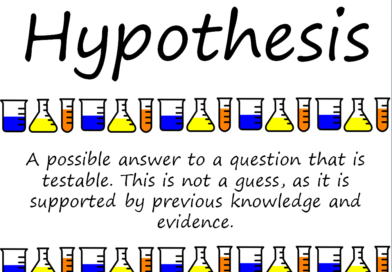 Hypothesis
A possible answer to a question that is
testable. This is not a guess, as it is
supported by previous knowledge and
evidence.